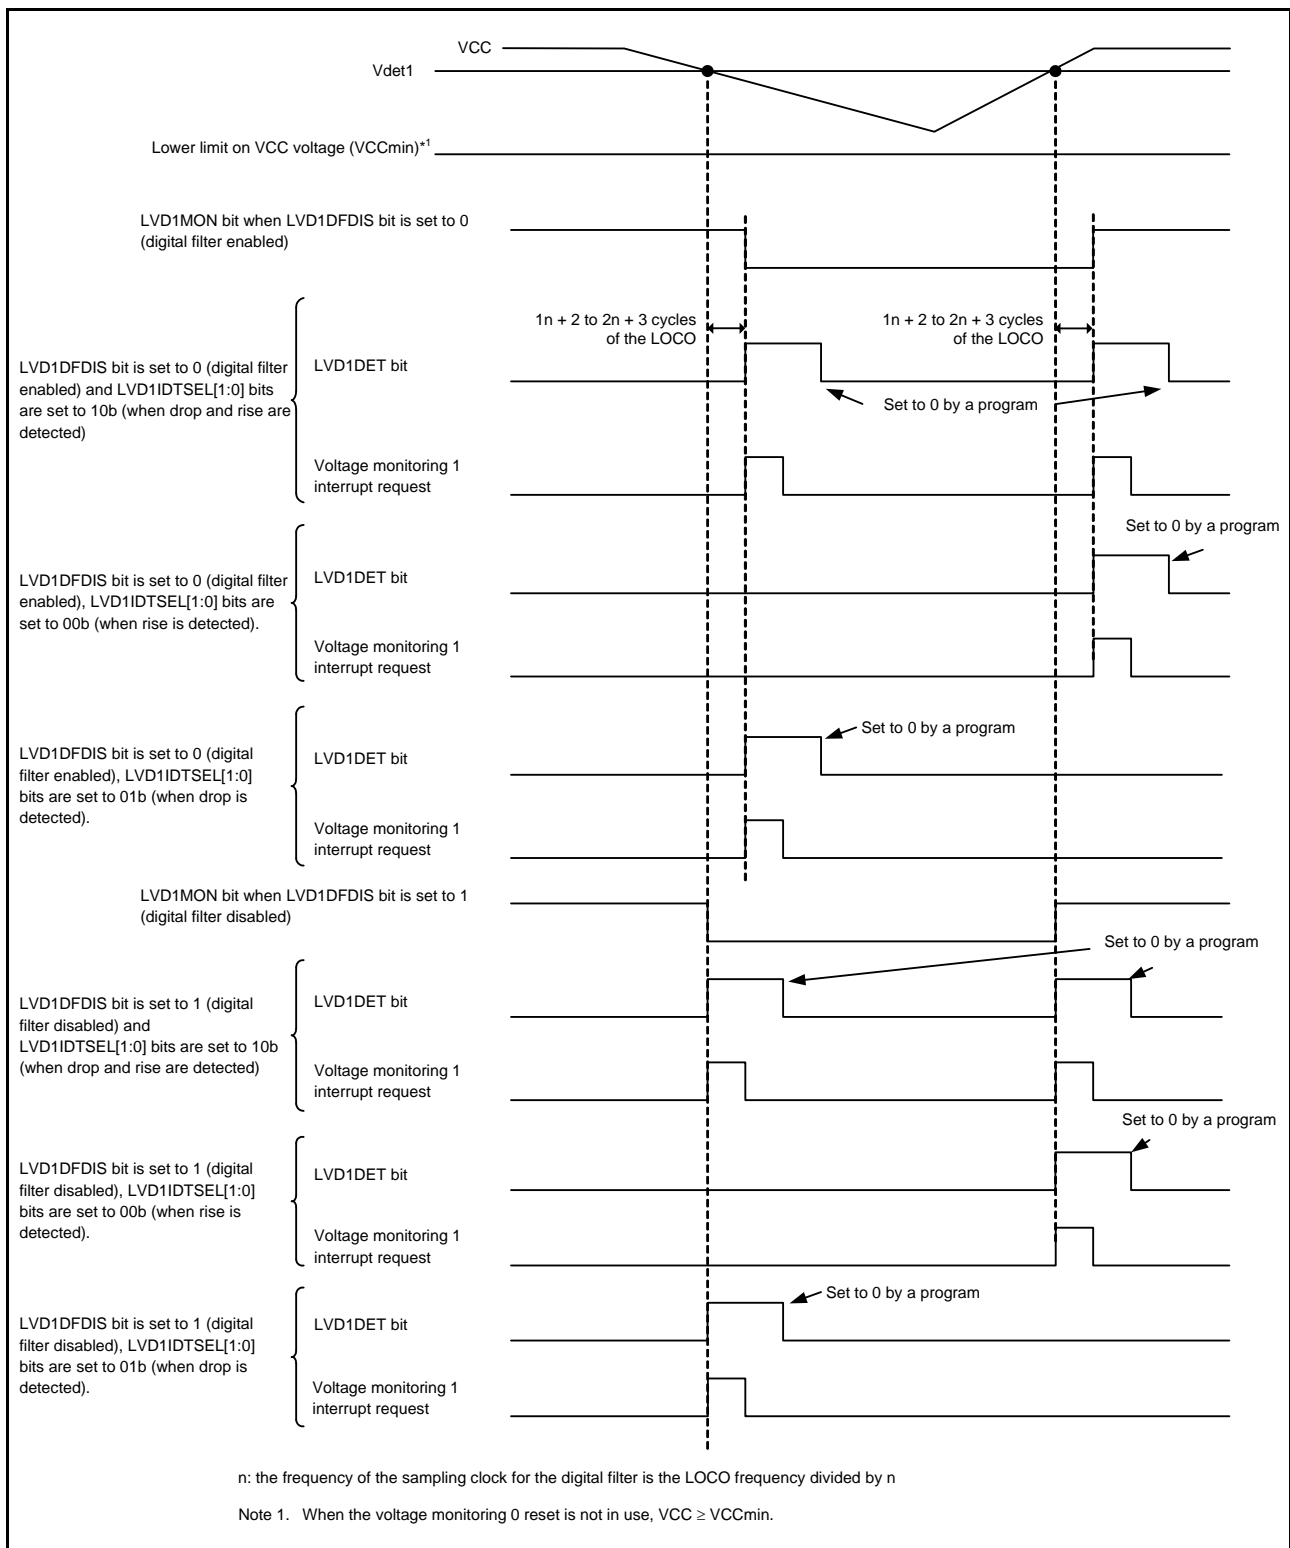 VCC
Vdet1
Lower limit on VCC voltage (VCCmin)*1
LVD1MON bit when LVD1DFDIS bit is set to 0
(digital filter enabled)
1n + 2 to 2n + 3 cycles
of the LOCO
1n + 2 to 2n + 3 cycles
of the LOCO
LVD1DFDIS bit is set to 0 (digital filter
enabled) and LVD1IDTSEL[1:0] bits
are set to 10b (when drop and rise are
detected)
LVD1DET bit
Set to 0 by a program
Voltage monitoring 1
interrupt request
Set to 0 by a program
LVD1DFDIS bit is set to 0 (digital filter
enabled), LVD1IDTSEL[1:0] bits are
set to 00b (when rise is detected).
LVD1DET bit
Voltage monitoring 1
interrupt request
Set to 0 by a program
LVD1DFDIS bit is set to 0 (digital
filter enabled), LVD1IDTSEL[1:0]
bits are set to 01b (when drop is
detected).
LVD1DET bit
Voltage monitoring 1
interrupt request
LVD1MON bit when LVD1DFDIS bit is set to 1
(digital filter disabled)
Set to 0 by a program
LVD1DFDIS bit is set to 1 (digital
filter disabled) and
LVD1IDTSEL[1:0] bits are set to 10b
(when drop and rise are detected)
LVD1DET bit
Voltage monitoring 1
interrupt request
Set to 0 by a program
LVD1DFDIS bit is set to 1 (digital
filter disabled), LVD1IDTSEL[1:0]
bits are set to 00b (when rise is
detected).
LVD1DET bit
Voltage monitoring 1
interrupt request
Set to 0 by a program
LVD1DFDIS bit is set to 1 (digital
filter disabled), LVD1IDTSEL[1:0]
bits are set to 01b (when drop is
detected).
LVD1DET bit
Voltage monitoring 1
interrupt request
n: the frequency of the sampling clock for the digital filter is the LOCO frequency divided by n
Note 1. When the voltage monitoring 0 reset is not in use, VCC ≥ VCCmin.